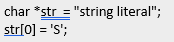 char *str = "string literal";
str[0] = 'S';